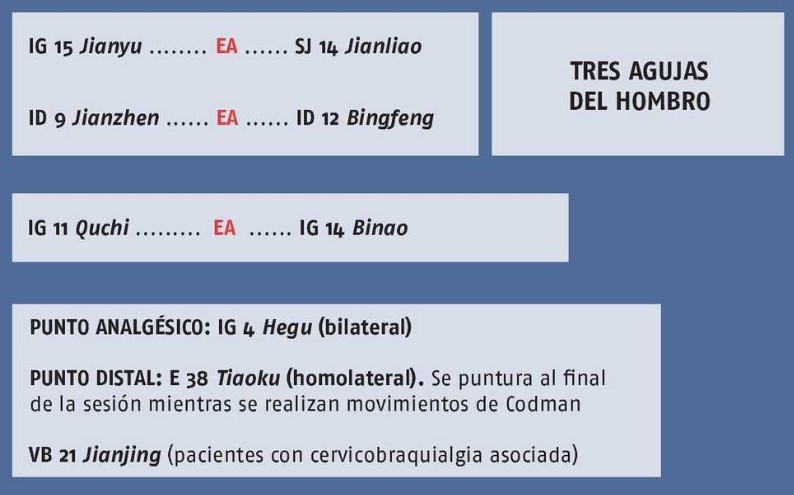 IG 15 Jianyu ........ EA ...... SJ 14 Jianliao
ID 9 Jianzhen ...... EA ...... ID 12 Bingfeng
TRES AGUJAS
DEL HOMBRO
IG 11 Quchi ......... EA ...... IG 14 Binao
PUNTO ANALGÉSICO: IG 4 Hegu (bilateral)
PUNTO DISTAL: E 38 Tiaoku (homolateral). Se puntura al final
de la sesión mientras se realizan movimientos de Codman
VB 21 Jianjing (pacientes con cervicobraquialgia asociada)